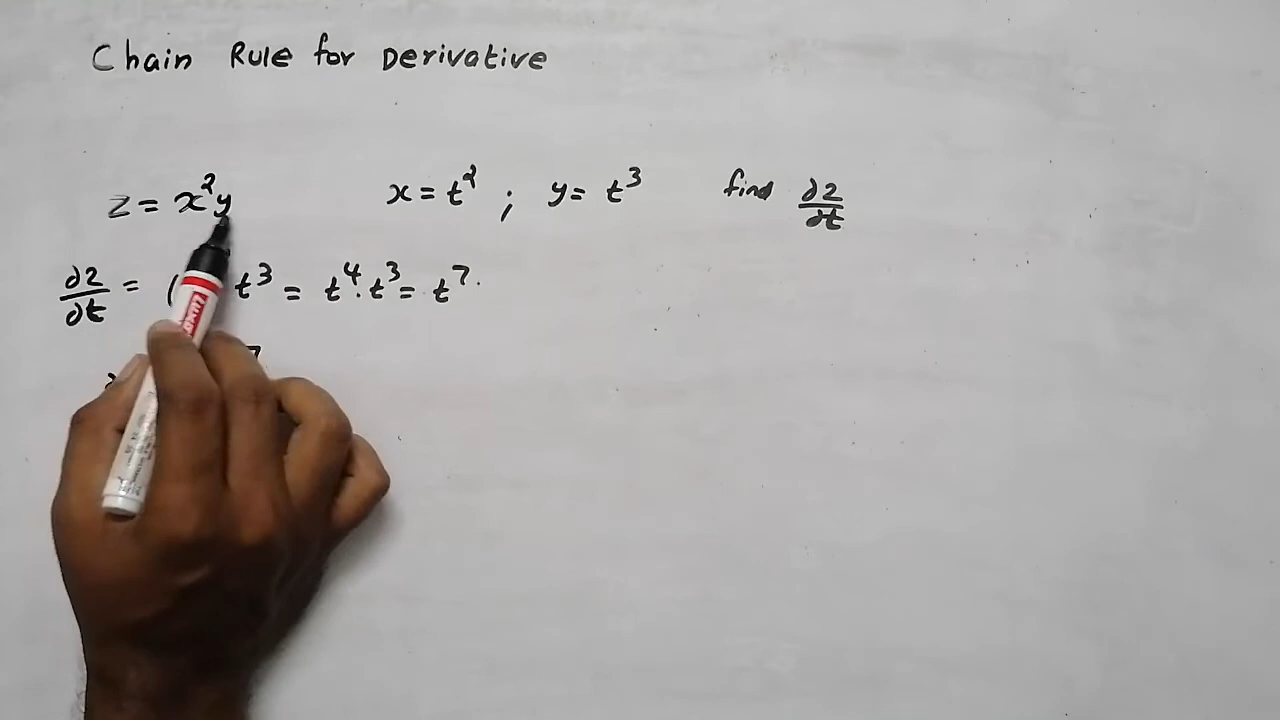 Chain Rule for Derivative
z = x²y x = t² ; y = t³ find ∂z/∂t
∂z/∂t = ( t³ = t⁴·t³ = t⁷.